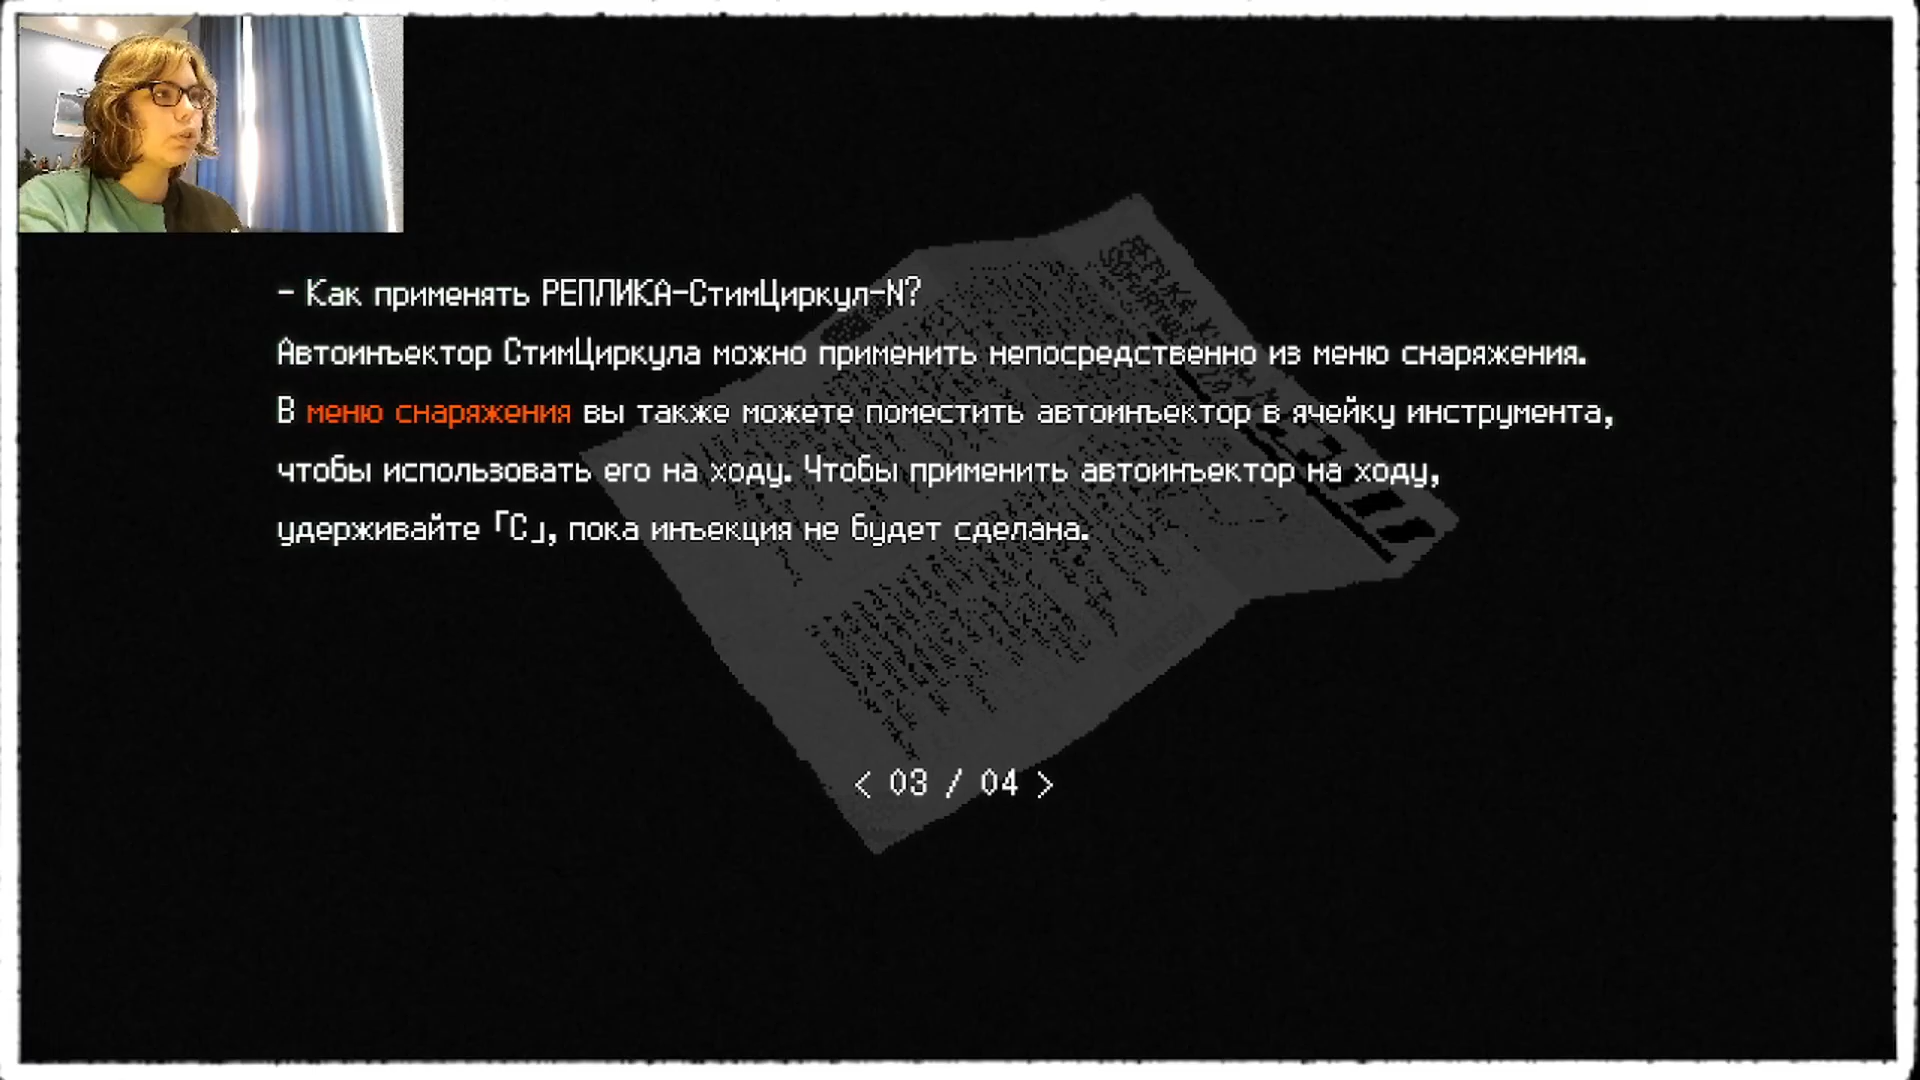 - Как применять РЕПЛИКА-СтимЦиркул-N?
Автоинъектор СтимЦиркула можно применить непосредственно из меню снаряжения.
В меню снаряжения вы также можете поместить автоинъектор в ячейку инструмента,
чтобы использовать его на ходу. Чтобы применить автоинъектор на ходу,
удерживайте「C」, пока инъекция не будет сделана.
< 03 / 04 >